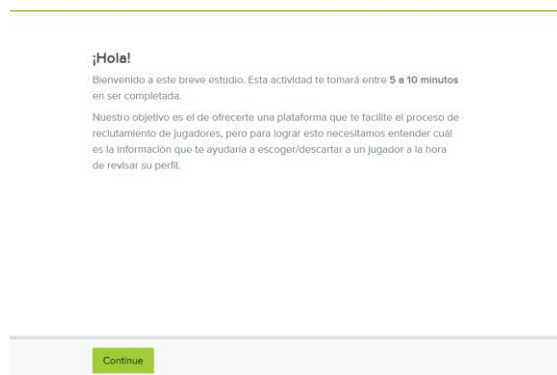 ¡Hola!
Bienvenido a este breve estudio. Esta actividad te tomará entre 5 a 10 minutos
en ser completada.
Nuestro objetivo es el de ofrecerte una plataforma que te facilite el proceso de
reclutamiento de jugadores, pero para lograr esto necesitamos entender cuál
es la información que te ayudaría a escoger/descartar a un jugador a la hora
de revisar su perfil.
Continue